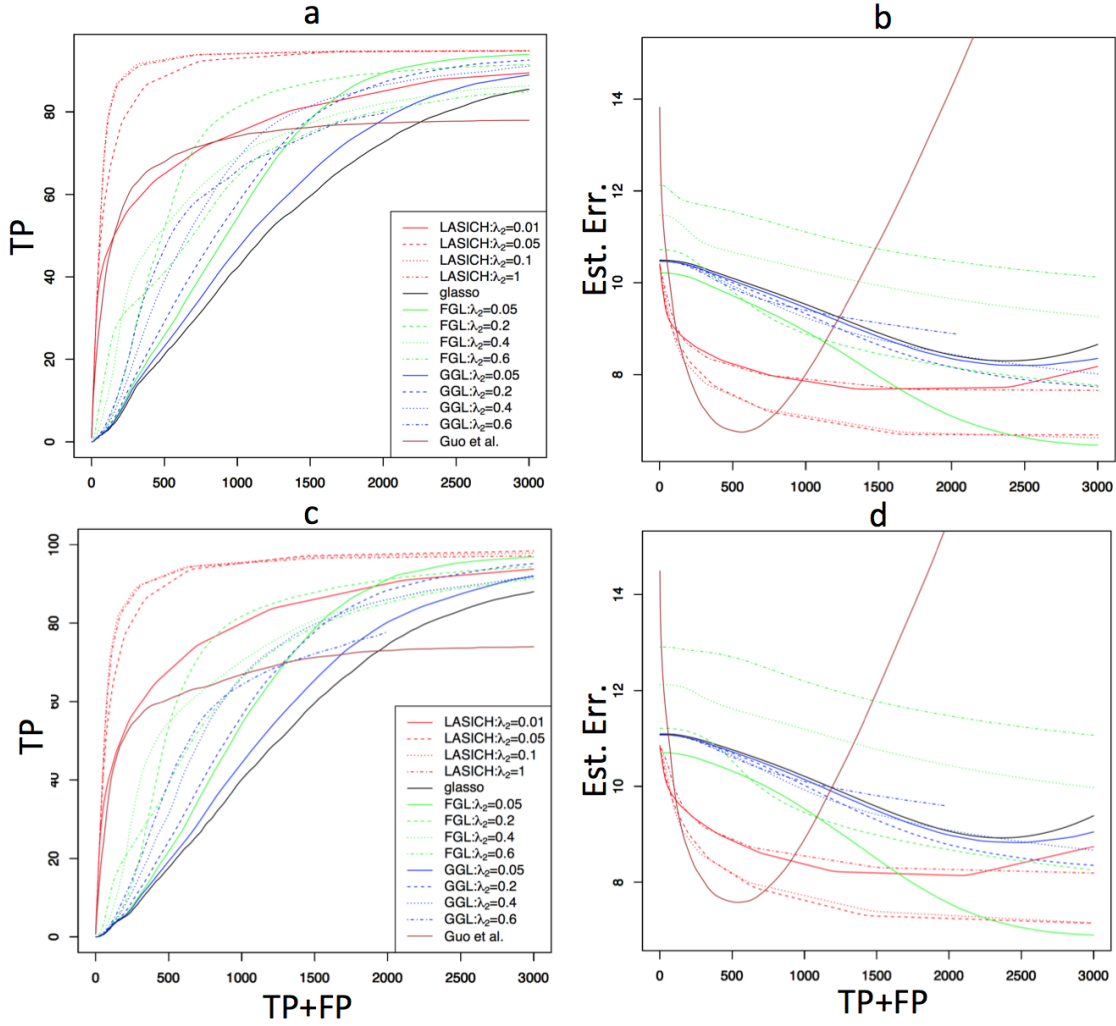 a
TP
0
20
40
60
80
0 500 1000 1500 2000 2500 3000
LASICH:λ₂=0.01
LASICH:λ₂=0.05
LASICH:λ₂=0.1
LASICH:λ₂=1
glasso
FGL:λ₂=0.05
FGL:λ₂=0.2
FGL:λ₂=0.4
FGL:λ₂=0.6
GGL:λ₂=0.05
GGL:λ₂=0.2
GGL:λ₂=0.4
GGL:λ₂=0.6
Guo et al.
b
Est. Err.
8
10
12
14
0 500 1000 1500 2000 2500 3000
c
TP
0
20
40
60
80
100
0 500 1000 1500 2000 2500 3000
TP+FP
LASICH:λ₂=0.01
LASICH:λ₂=0.05
LASICH:λ₂=0.1
LASICH:λ₂=1
glasso
FGL:λ₂=0.05
FGL:λ₂=0.2
FGL:λ₂=0.4
FGL:λ₂=0.6
GGL:λ₂=0.05
GGL:λ₂=0.2
GGL:λ₂=0.4
GGL:λ₂=0.6
Guo et al.
d
Est. Err.
8
10
12
14
0 500 1000 1500 2000 2500 3000
TP+FP